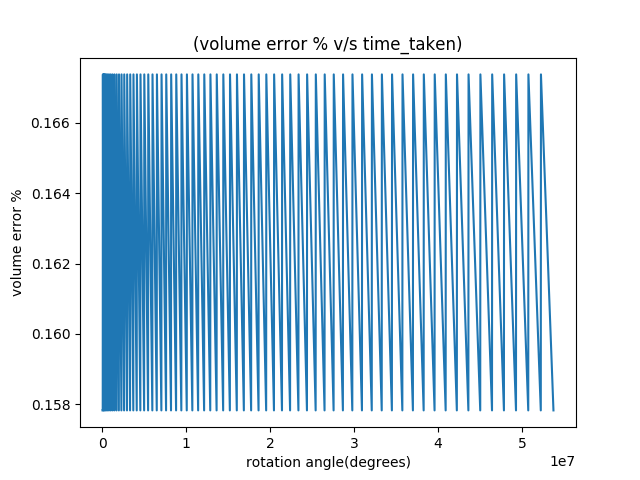 (volume error % v/s time_taken)
volume error %
0.166
0.164
0.162
0.160
0.158
0 1 2 3 4 5
1e7
rotation angle(degrees)